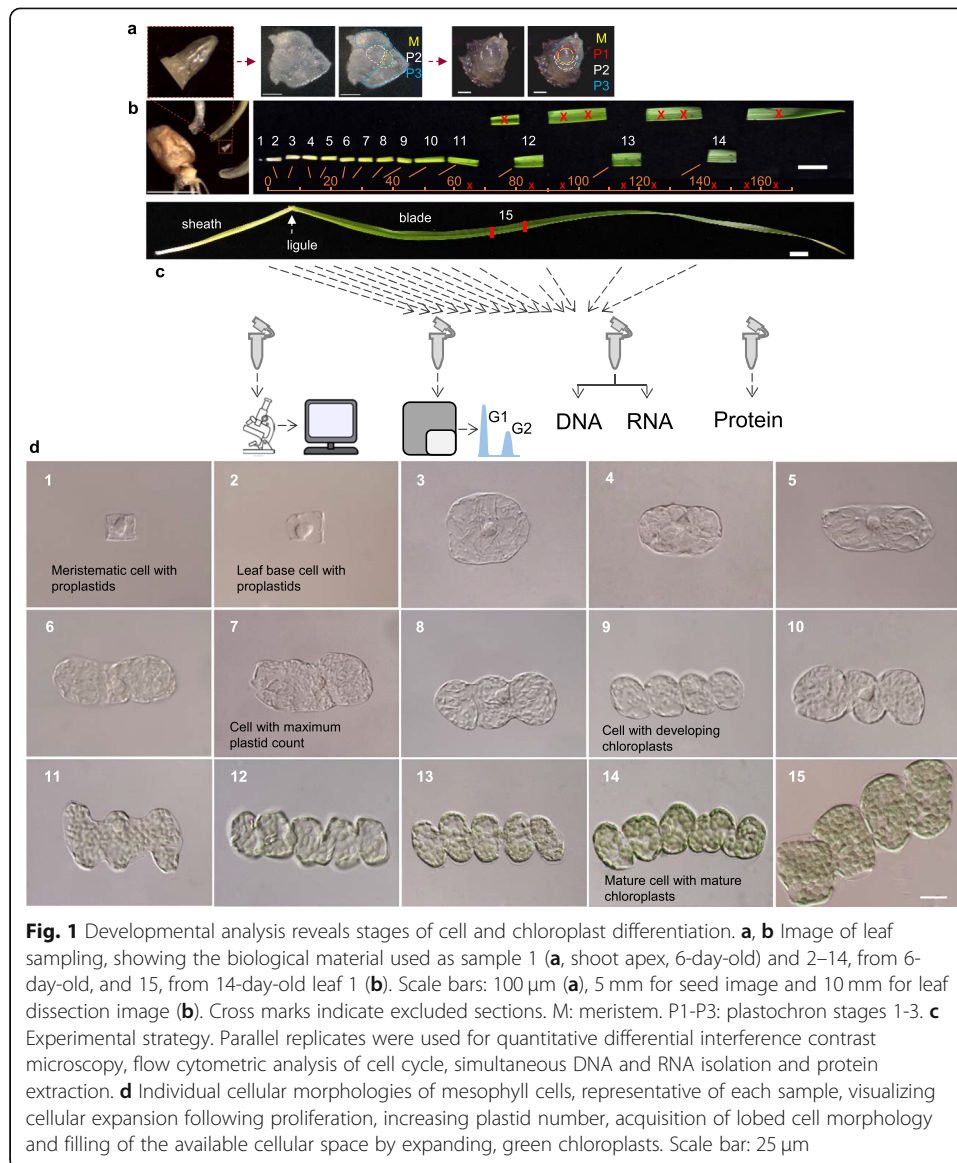 a
M
P2
P3
M
P1
P2
P3
b
x x x x x x
1 2 3 4 5 6 7 8 9 10 11 12 13 14
0 20 40 60 x 80 x x 100 x x x 120 x 140 x x 160 x
sheath
ligule
blade
15
c
G1
G2
DNA RNA Protein
d
1
Meristematic cell with
proplastids
2
Leaf base cell with
proplastids
3
4
5
6
7
Cell with maximum
plastid count
8
9
Cell with developing
chloroplasts
10
11
12
13
14
Mature cell with mature
chloroplasts
15
Fig. 1 Developmental analysis reveals stages of cell and chloroplast differentiation. a, b Image of leaf
sampling, showing the biological material used as sample 1 (a, shoot apex, 6-day-old) and 2–14, from 6-
day-old, and 15, from 14-day-old leaf 1 (b). Scale bars: 100 μm (a), 5 mm for seed image and 10 mm for leaf
dissection image (b). Cross marks indicate excluded sections. M: meristem. P1-P3: plastochron stages 1-3. c
Experimental strategy. Parallel replicates were used for quantitative differential interference contrast
microscopy, flow cytometric analysis of cell cycle, simultaneous DNA and RNA isolation and protein
extraction. d Individual cellular morphologies of mesophyll cells, representative of each sample, visualizing
cellular expansion following proliferation, increasing plastid number, acquisition of lobed cell morphology
and filling of the available cellular space by expanding, green chloroplasts. Scale bar: 25 μm